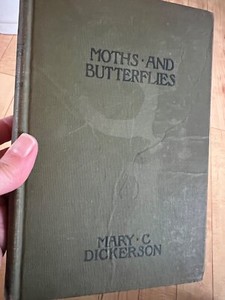 MOTHS·AND
BUTTERFLIES
MARY·C
DICKERSON